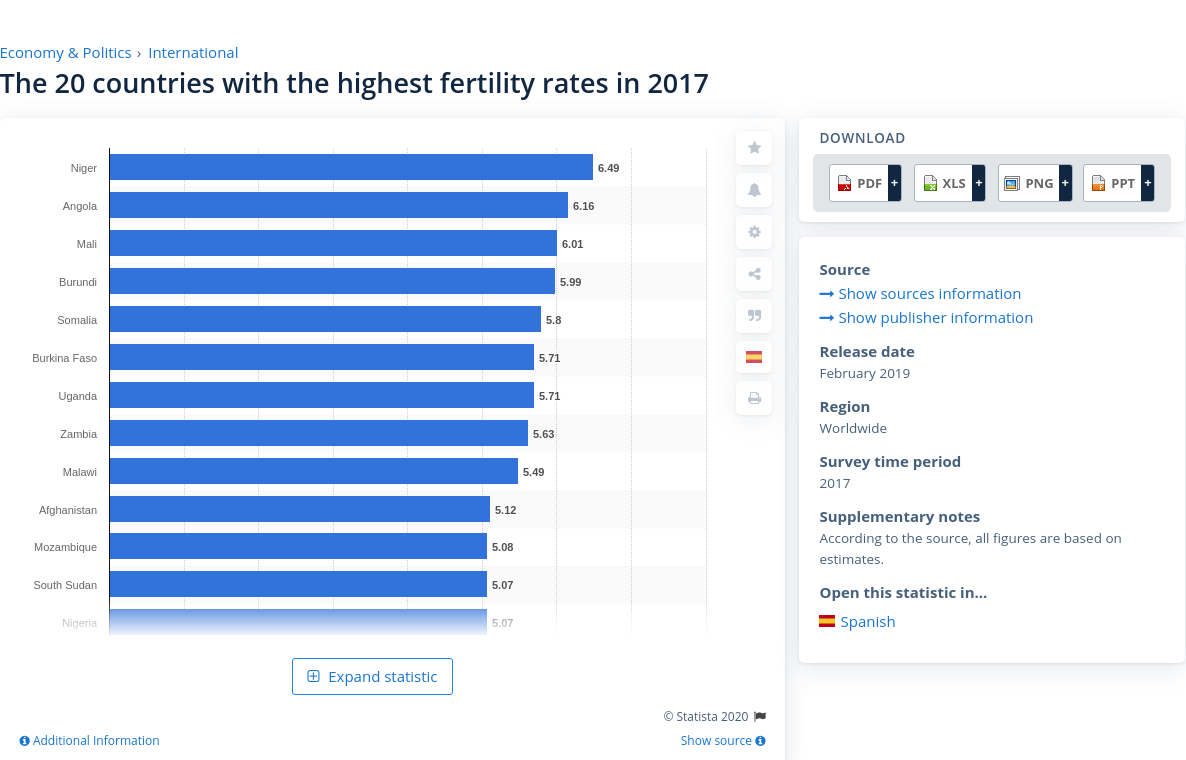 Economy & Politics › International
The 20 countries with the highest fertility rates in 2017
Niger 6.49
Angola 6.16
Mali 6.01
Burundi 5.99
Somalia 5.8
Burkina Faso 5.71
Uganda 5.71
Zambia 5.63
Malawi 5.49
Afghanistan 5.12
Mozambique 5.08
South Sudan 5.07
Nigeria 5.07
Expand statistic
© Statista 2020
Additional Information
Show source
DOWNLOAD
PDF + XLS + PNG + PPT +
Source
Show sources information
Show publisher information
Release date
February 2019
Region
Worldwide
Survey time period
2017
Supplementary notes
According to the source, all figures are based on
estimates.
Open this statistic in...
Spanish